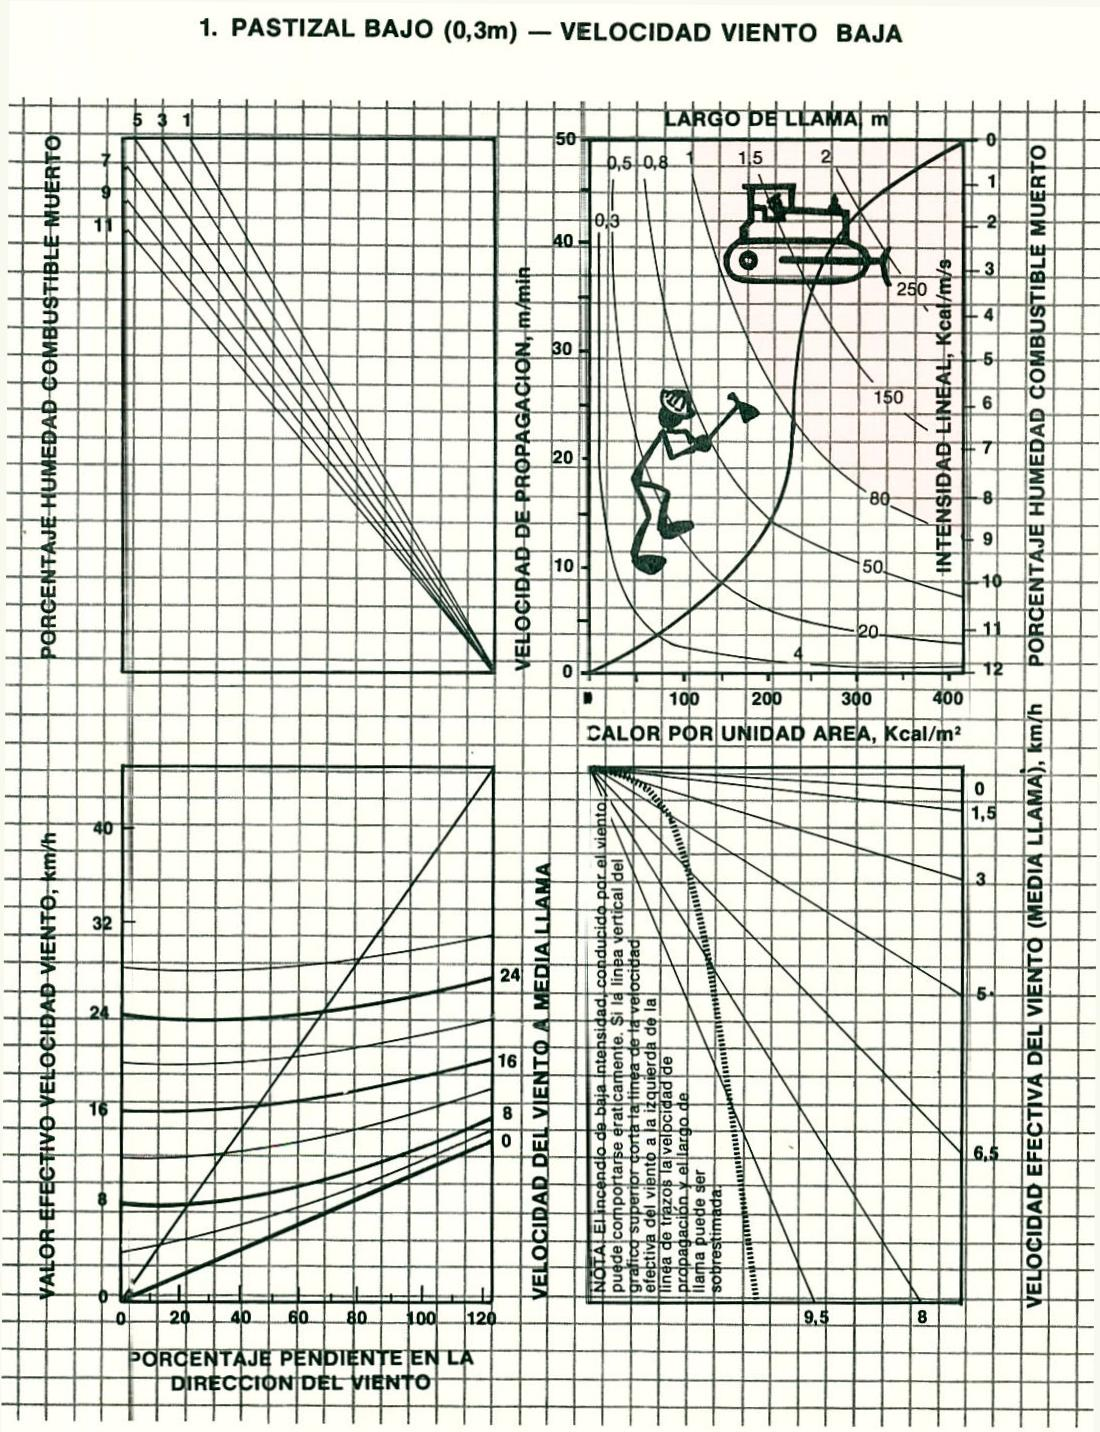 1. PASTIZAL BAJO (0,3m) — VELOCIDAD VIENTO BAJA
5 3 1
7
9
11
PORCENTAJE HUMEDAD COMBUSTIBLE MUERTO
VELOCIDAD DE PROPAGACION, m/min
50
40
30
20
10
0
LARGO DE LLAMA, m
0,3
0,5
0,8
1
1,5
2
250
150
80
50
20
4
INTENSIDAD LINEAL, Kcal/m/s
0
1
2
3
4
5
6
7
8
9
10
11
12
PORCENTAJE HUMEDAD COMBUSTIBLE MUERTO
100 200 300 400
CALOR POR UNIDAD AREA, Kcal/m²
VALOR EFECTIVO VELOCIDAD VIENTO, km/h
40
32
24
16
8
0
24
16
8
0
VELOCIDAD DEL VIENTO A MEDIA LLAMA
0 20 40 60 80 100 120
PORCENTAJE PENDIENTE EN LA
DIRECCION DEL VIENTO
NOTA. El incendio de baja intensidad, conducido por el viento
puede comportarse eraticamente. Si la linea vertical del
grafico superior corta la linea de la velocidad
efectiva del viento a la izquierda de la
linea de trazos la velocidad de
propagación y el largo de
llama puede ser
sobrestimada.
0
1,5
3
5
6,5
9,5 8
VELOCIDAD EFECTIVA DEL VIENTO (MEDIA LLAMA), km/h